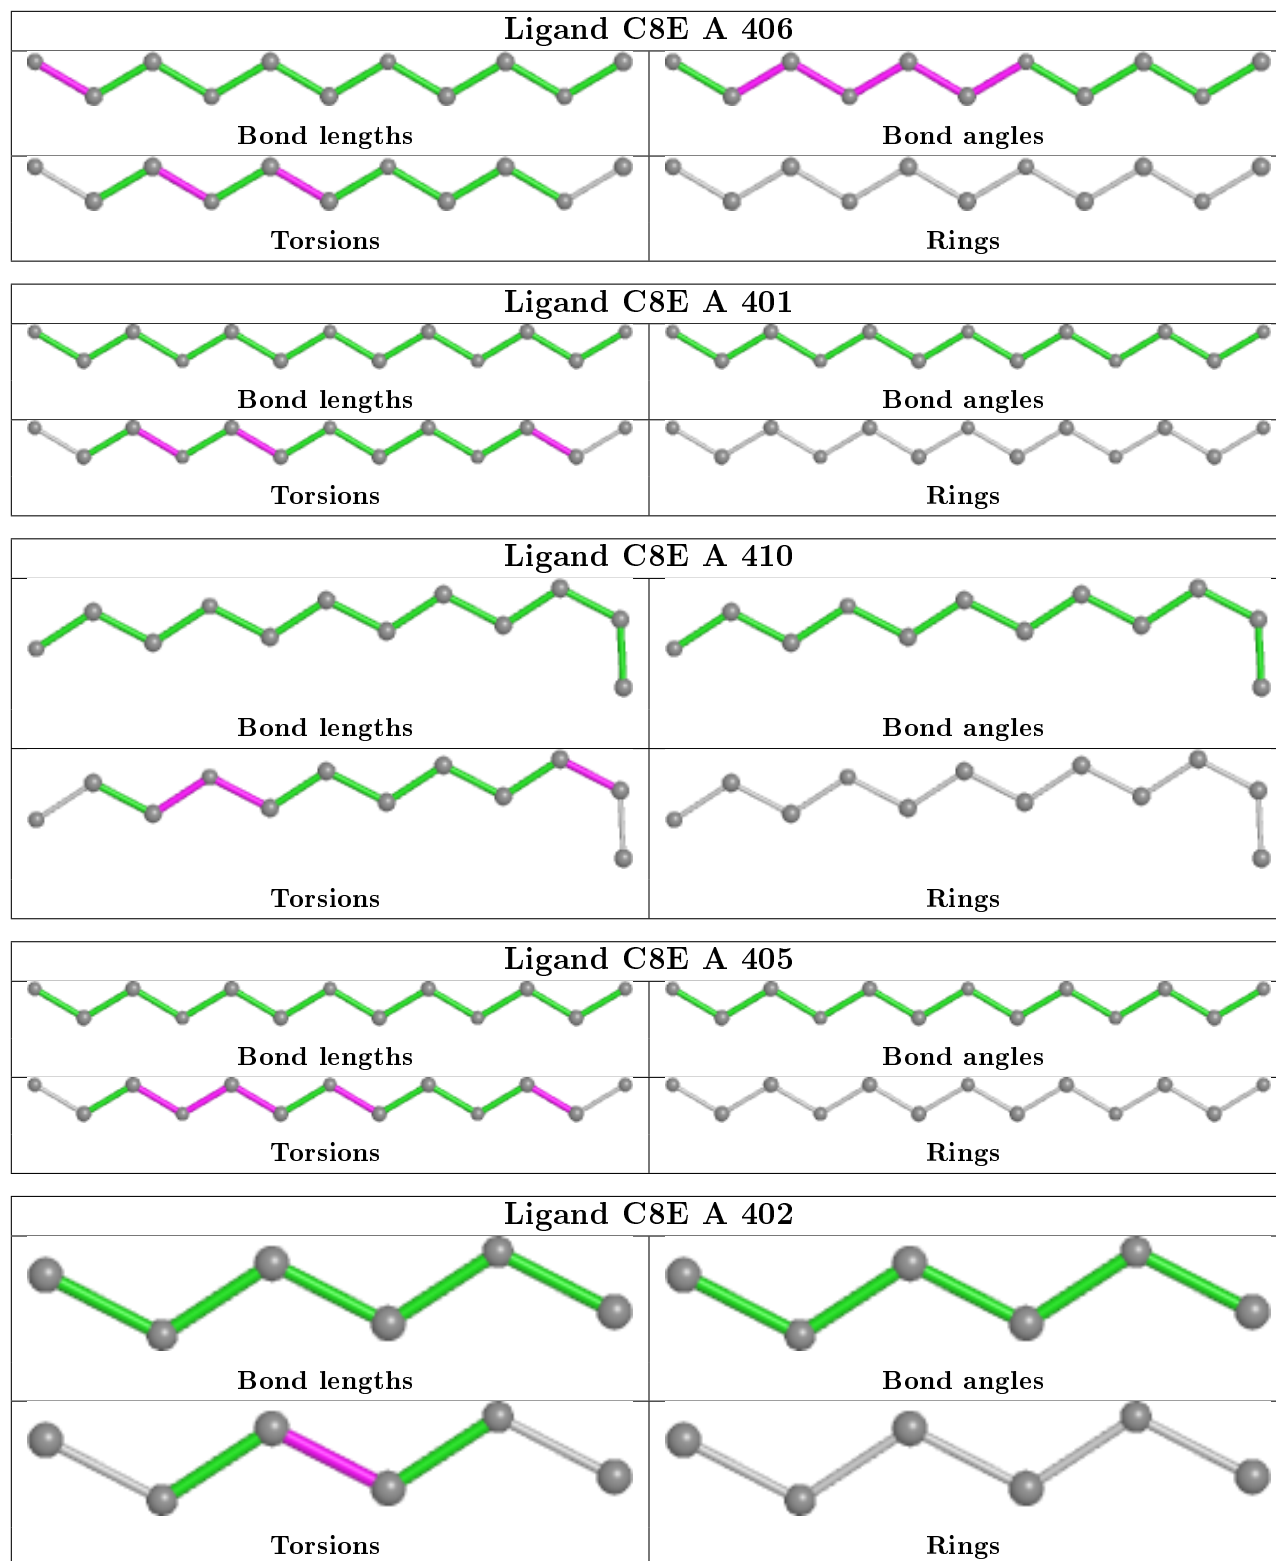 Ligand C8E A 406
Bond lengths
Bond angles
Torsions
Rings
Ligand C8E A 401
Bond lengths
Bond angles
Torsions
Rings
Ligand C8E A 410
Bond lengths
Bond angles
Torsions
Rings
Ligand C8E A 405
Bond lengths
Bond angles
Torsions
Rings
Ligand C8E A 402
Bond lengths
Bond angles
Torsions
Rings